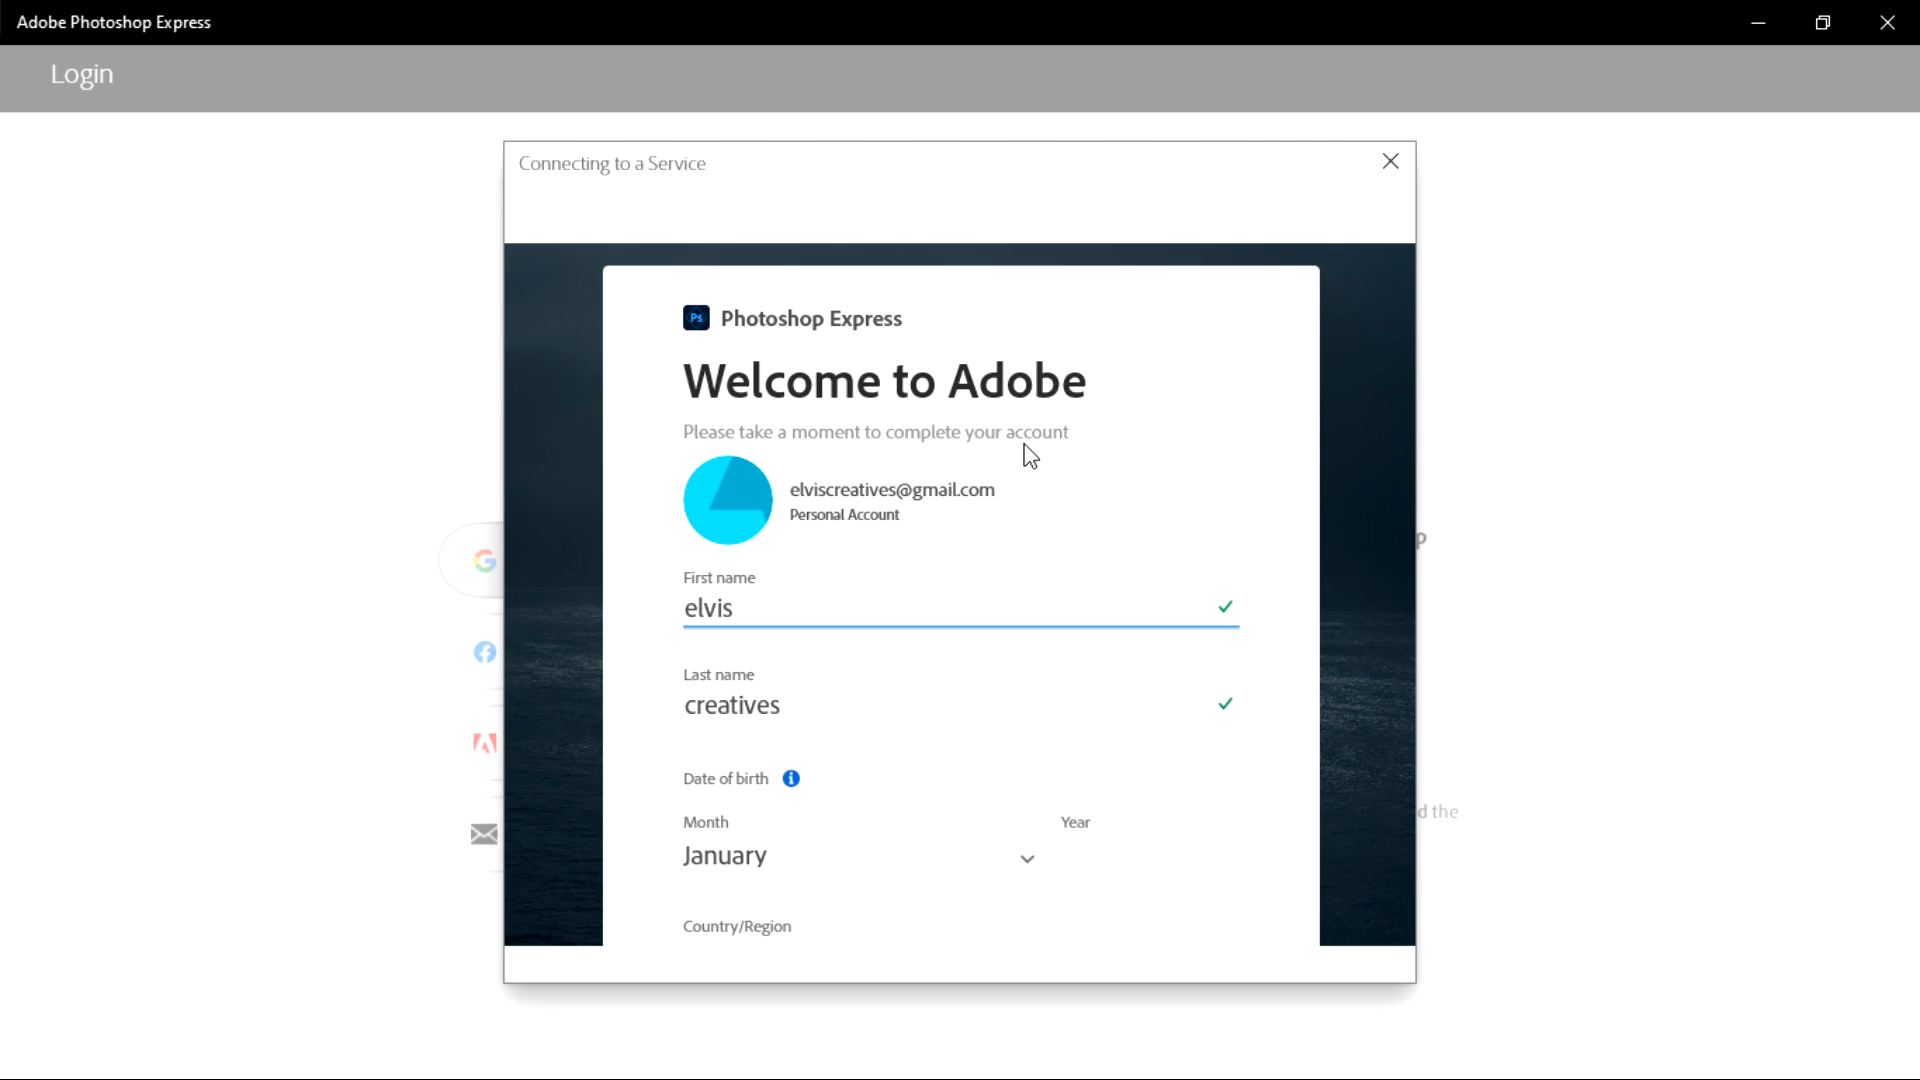 Adobe Photoshop Express
Login
Connecting to a Service
Ps Photoshop Express
Welcome to Adobe
Please take a moment to complete your account
elviscreatives@gmail.com
Personal Account
First name
elvis
Last name
creatives
Date of birth
Month Year
January
Country/Region
p
d the